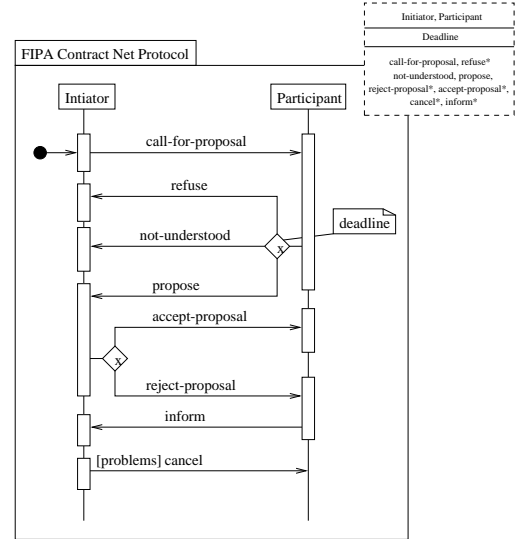 Initiator, Participant
Deadline
call-for-proposal, refuse*
not-understood, propose,
reject-proposal*, accept-proposal*,
cancel*, inform*
FIPA Contract Net Protocol
Intiator
Participant
call-for-proposal
refuse
deadline
not-understood
x
propose
accept-proposal
x
reject-proposal
inform
[problems] cancel